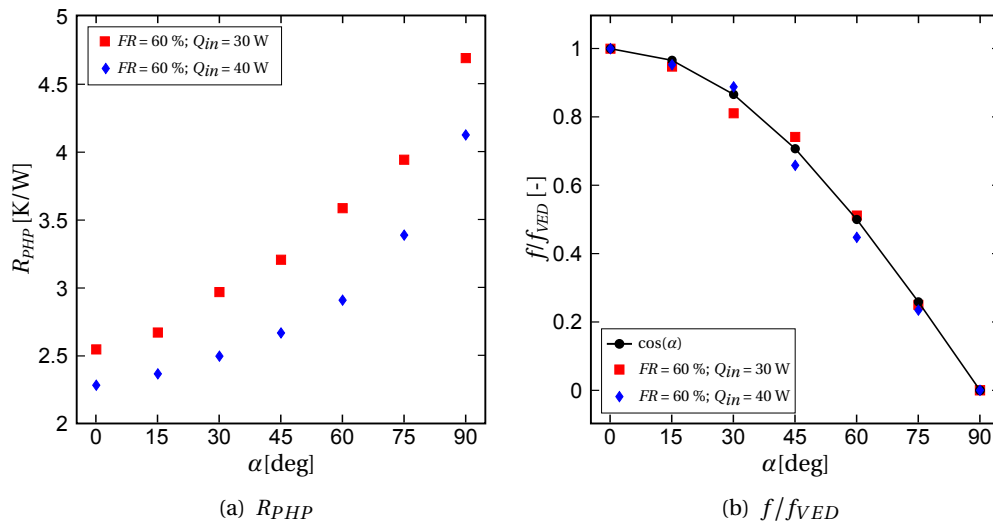 5
4.5
4
3.5
3
2.5
2
R_PHP [K/W]
FR = 60 %; Q_in = 30 W
FR = 60 %; Q_in = 40 W
0 15 30 45 60 75 90
α[deg]
(a) R_PHP
1
0.8
0.6
0.4
0.2
0
f/f_VED [-]
cos(α)
FR = 60 %; Q_in = 30 W
FR = 60 %; Q_in = 40 W
0 15 30 45 60 75 90
α[deg]
(b) f/f_VED